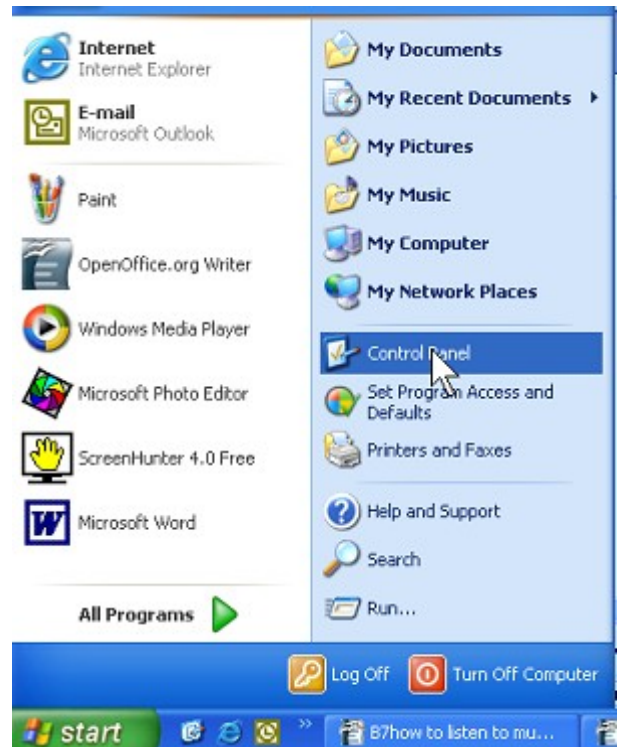 Internet
Internet Explorer
E-mail
Microsoft Outlook
Paint
OpenOffice.org Writer
Windows Media Player
Microsoft Photo Editor
ScreenHunter 4.0 Free
Microsoft Word
All Programs
My Documents
My Recent Documents
My Pictures
My Music
My Computer
My Network Places
Control Panel
Set Program Access and
Defaults
Printers and Faxes
Help and Support
Search
Run...
Log Off
Turn Off Computer
start
B7how to listen to mu...